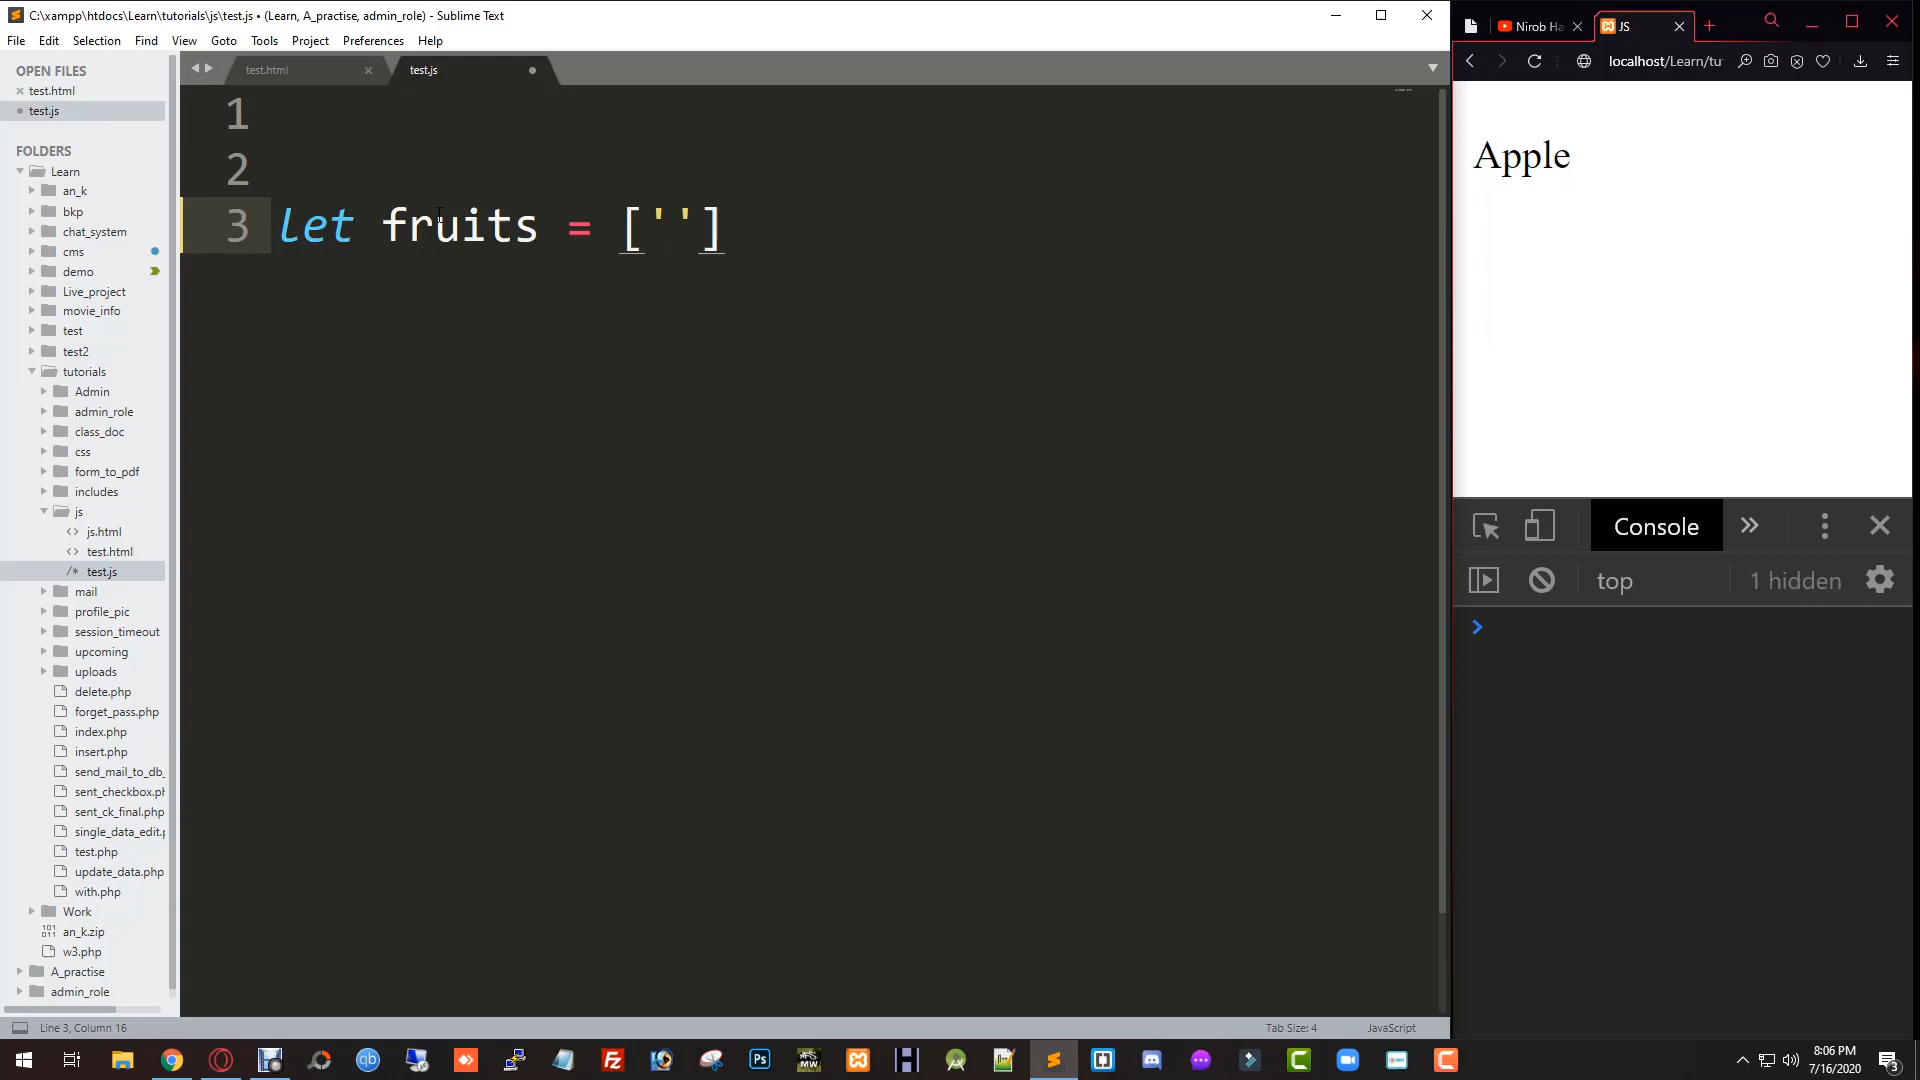 C:\xampp\htdocs\Learn\tutorials\js\test.js • (Learn, A_practise, admin_role) - Sublime Text
File Edit Selection Find View Goto Tools Project Preferences Help
OPEN FILES
test.html
test.js
FOLDERS
Learn
an_k
bkp
chat_system
cms
demo
Live_project
movie_info
test
test2
tutorials
Admin
admin_role
class_doc
css
form_to_pdf
includes
js
js.html
test.html
test.js
mail
profile_pic
session_timeout
upcoming
uploads
delete.php
forget_pass.php
index.php
insert.php
send_mail_to_db_
sent_checkbox.ph
sent_ck_final.php
single_data_edit.
test.php
update_data.php
with.php
Work
an_k.zip
w3.php
A_practise
admin_role
test.html test.js
1
2
3 let fruits = ['']
Line 3, Column 16 Tab Size: 4 JavaScript
Nirob Ha JS
localhost/Learn/tu
Apple
Console
top 1 hidden
8:06 PM
7/16/2020
3